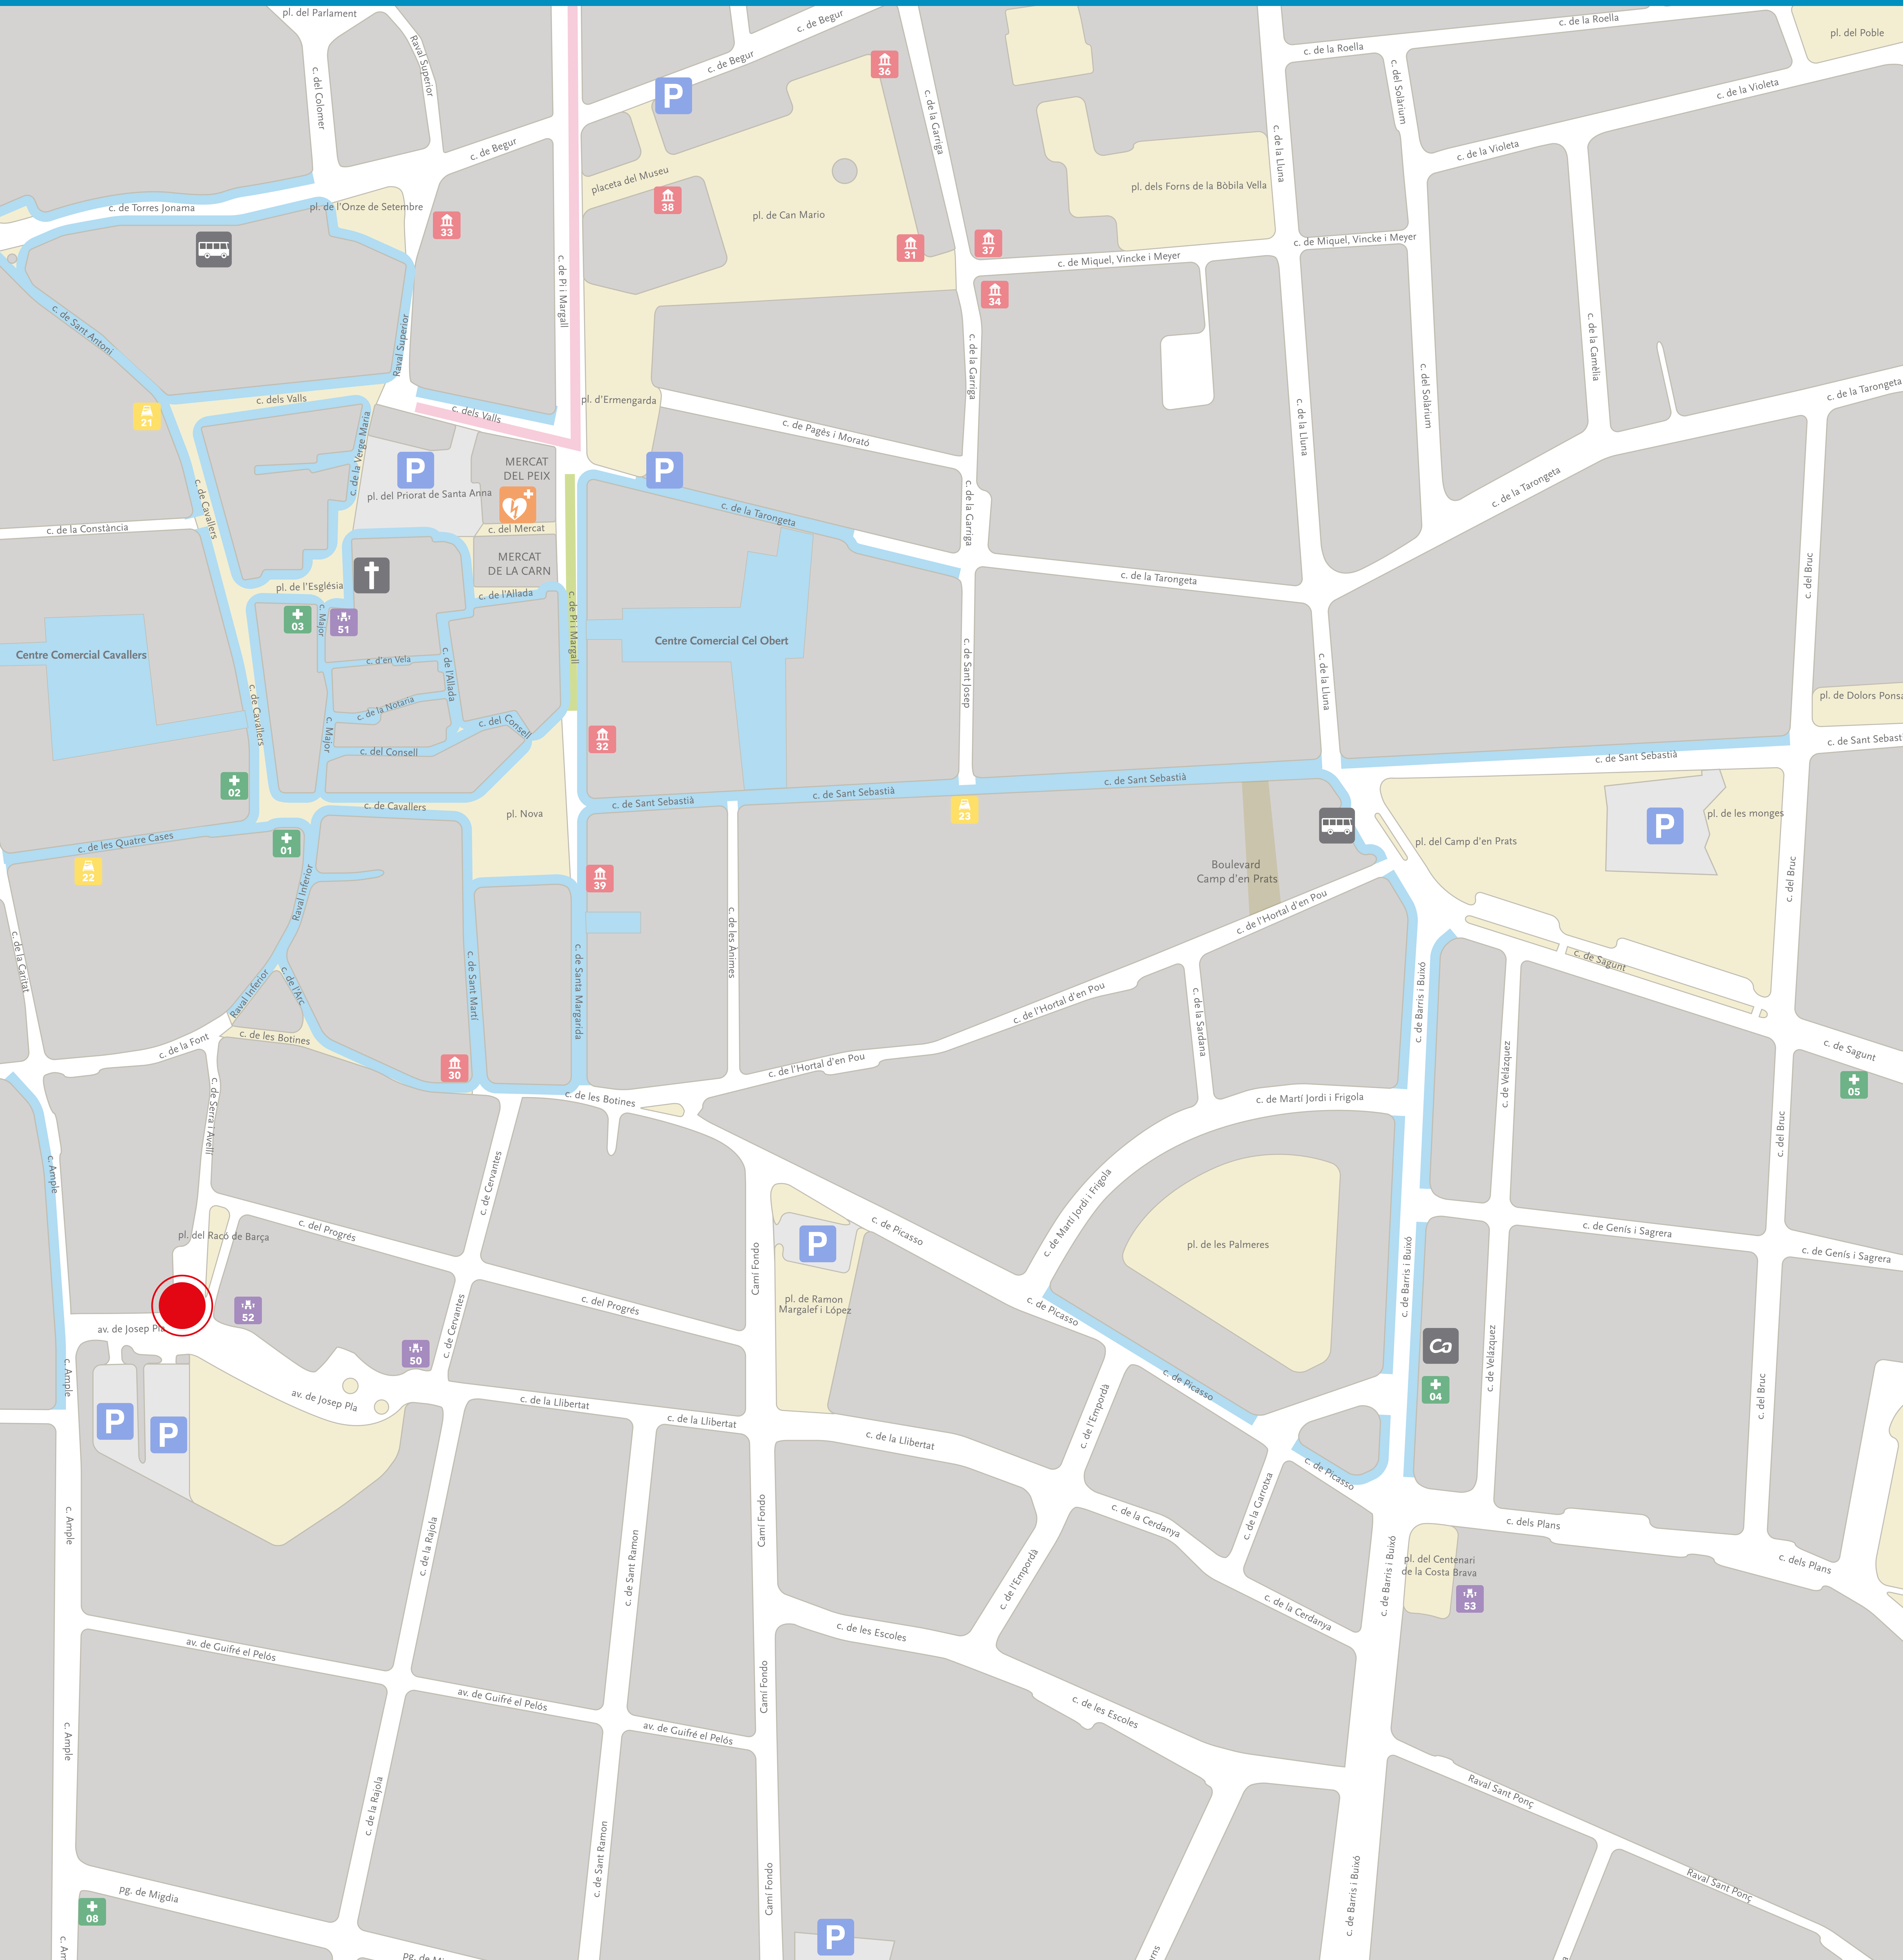 pl. del Parlament
Raval Superior
c. de Begur
c. de Begur
c. de la Roella
c. de la Roella
pl. del Poble
c. del Colomer
36
P
c. de la Garriga
c. del Solàrium
c. de la Violeta
c. de la Violeta
c. de Begur
c. de la Lluna
placeta del Museu
38
pl. dels Forns de la Bòbila Vella
c. de Torres Jonama
pl. de l'Onze de Setembre
33
pl. de Can Mario
31
37
c. de Miquel, Vincke i Meyer
c. de Miquel, Vincke i Meyer
34
c. de Pi i Margall
c. de Sant Antoni
Raval Superior
c. de la Garriga
c. de la Camèlia
c. del Solàrium
c. de la Tarongeta
c. dels Valls
c. dels Valls
pl. d'Ermengarda
21
c. de la Verge Maria
c. de Pagès i Morató
c. de la Lluna
P
MERCAT
DEL PEIX
P
pl. del Priorat de Santa Anna
c. de la Tarongeta
c. de Cavallers
c. de la Tarongeta
c. de la Garriga
c. de la Constància
c. del Mercat
MERCAT
DE LA CARN
c. del Bruc
c. de la Tarongeta
pl. de l'Església
c. de l'Allada
03
c. Major
51
c. de Pi i Margall
Centre Comercial Cavallers
Centre Comercial Cel Obert
c. d'en Vela
c. de l'Allada
c. de Sant Josep
c. de la Lluna
pl. de Dolors Ponsa
c. de Cavallers
c. de la Notaria
c. Major
c. del Consell
c. del Consell
32
c. de Sant Sebastià
c. de Sant Sebasti
02
c. de Cavallers
pl. Nova
c. de Sant Sebastià
c. de Sant Sebastià
c. de Sant Sebastià
23
P
pl. de les monges
c. de les Quatre Cases
01
22
pl. del Camp d'en Prats
Boulevard
Camp d'en Prats
39
Raval Inferior
c. del Bruc
c. de l'Hortal d'en Pou
c. de la Caritat
c. de les Ànimes
c. de Sant Martí
c. de Santa Margarida
c. de Sagunt
Raval Inferior
c. de l'Arc
c. de l'Hortal d'en Pou
c. de la Sardana
c. de Barris i Buixó
c. de la Font
c. de les Botines
c. de l'Hortal d'en Pou
c. de Velázquez
c. de Sagunt
30
05
c. de les Botines
c. de Martí Jordi i Frigola
c. de Serra i Avellí
c. del Bruc
c. Ample
c. de Cervantes
c. de Martí Jordi i Frigola
c. del Progrés
pl. del Racó de Barça
c. de Picasso
P
pl. de les Palmeres
c. de Genís i Sagrera
c. de Genís i Sagrera
Camí Fondo
c. de Barris i Buixó
52
c. del Progrés
pl. de Ramon
Margalef i López
c. de Picasso
av. de Josep Pla
c. de Cervantes
50
Ca
c. de Velázquez
c. Ample
c. de Picasso
04
c. del Bruc
av. de Josep Pla
c. de la Llibertat
c. de la Llibertat
c. de l'Empordà
P
P
c. de la Llibertat
c. de Picasso
c. Ample
c. de la Rajola
c. de Sant Ramon
Camí Fondo
c. de la Cerdanya
c. de la Garrotxa
c. dels Plans
c. dels Plans
c. de l'Empordà
c. de Barris i Buixó
pl. del Centenari
de la Costa Brava
53
c. de la Cerdanya
av. de Guifré el Pelós
c. de les Escoles
av. de Guifré el Pelós
Camí Fondo
c. de les Escoles
av. de Guifré el Pelós
c. Ample
c. de la Rajola
Raval Sant Ponç
c. de Sant Ramon
Camí Fondo
c. de Barris i Buixó
Raval Sant Ponç
pg. de Migdia
08
P
c. Am
pg. de Mi